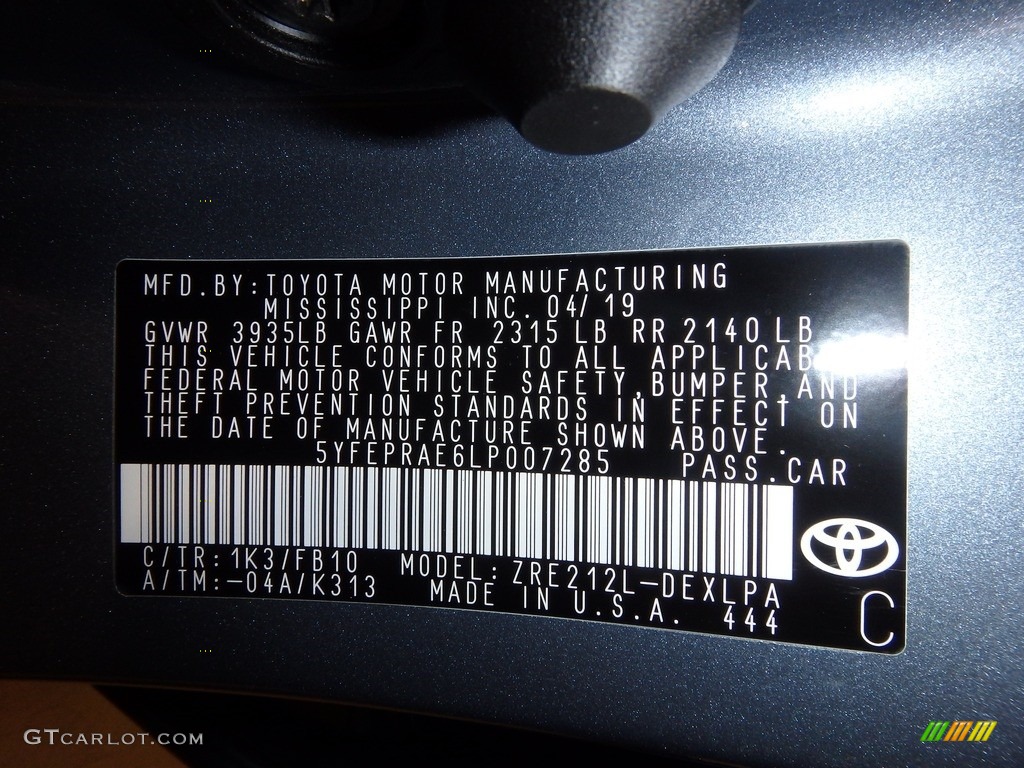 MFD.BY:TOYOTA MOTOR MANUFACTURING
MISSISSIPPI INC. 04/19
GVWR 3935LB GAWR FR 2315 LB RR 2140 LB
THIS VEHICLE CONFORMS TO ALL
FEDERAL MOTOR VEHICLE SAFETY, BUMPER, AND
THEFT PREVENTION STANDARDS IN EFFECT ON
THE DATE OF MANUFACTURE SHOWN ABOVE.
5YFEPRAE6LP007285 PASS.CAR
C/TR:1K3/FB10 MODEL:ZRE212L-DEXLPA
A/TM:-04A/K313 MADE IN U.S.A. 444
C
GTCARLOT.COM